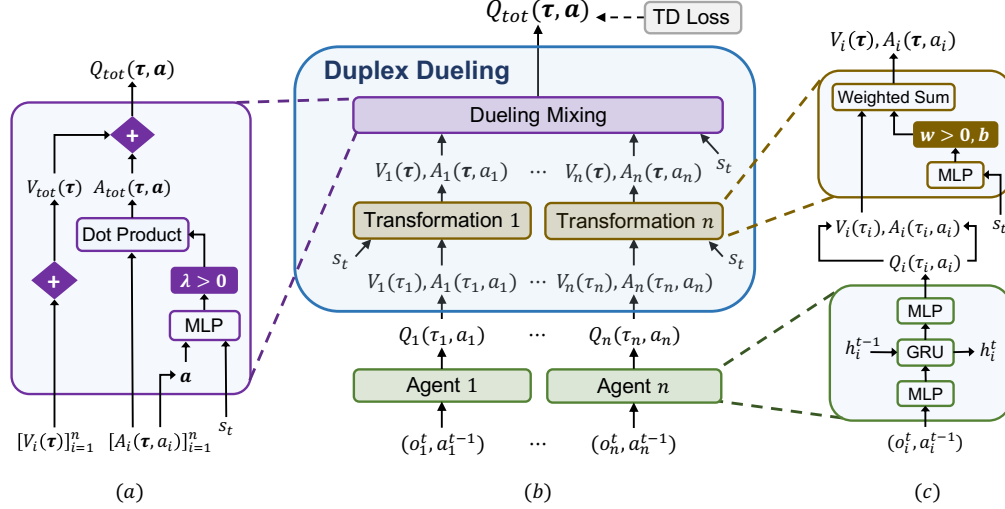 Q_tot(τ, a)
V_tot(τ) A_tot(τ, a)
Dot Product
λ > 0
MLP
a
s_t
[V_i(τ)]_{i=1}^n [A_i(τ, a_i)]_{i=1}^n
(a)
Q_tot(τ, a)
TD Loss
Duplex Dueling
Dueling Mixing
s_t
V_1(τ), A_1(τ, a_1) ⋯ V_n(τ), A_n(τ, a_n)
Transformation 1 Transformation n
s_t s_t
V_1(τ_1), A_1(τ_1, a_1) ⋯ V_n(τ_n), A_n(τ_n, a_n)
Q_1(τ_1, a_1) ⋯ Q_n(τ_n, a_n)
Agent 1 Agent n
(o_1^t, a_1^{t-1}) ⋯ (o_n^t, a_n^{t-1})
(b)
V_i(τ), A_i(τ, a_i)
Weighted Sum
w > 0, b
MLP
s_t
V_i(τ_i), A_i(τ_i, a_i)
Q_i(τ_i, a_i)
MLP
h_i^{t-1} GRU h_i^t
MLP
(o_i^t, a_i^{t-1})
(c)